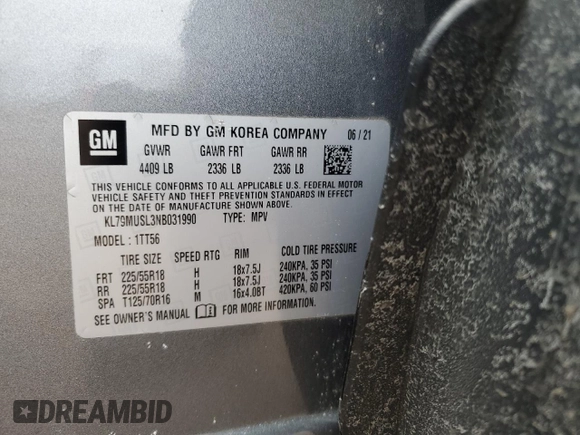 GM
MFD BY GM KOREA COMPANY 06/21
GVWR GAWR FRT GAWR RR
4409 LB 2336 LB 2336 LB
THIS VEHICLE CONFORMS TO ALL APPLICABLE U.S. FEDERAL MOTOR
VEHICLE SAFETY AND THEFT PREVENTION STANDARDS IN EFFECT
ON THE DATE OF MANUFACTURE SHOWN ABOVE.
KL79MUSL3NB031990 TYPE: MPV
MODEL: 1TT56
TIRE SIZE SPEED RTG RIM COLD TIRE PRESSURE
FRT 225/55R18 H 18x7.5J 240KPA, 35 PSI
RR 225/55R18 H 18x7.5J 240KPA, 35 PSI
SPA T125/70R16 M 16x4.0BT 420KPA, 60 PSI
SEE OWNER'S MANUAL FOR MORE INFORMATION.
DREAMBID